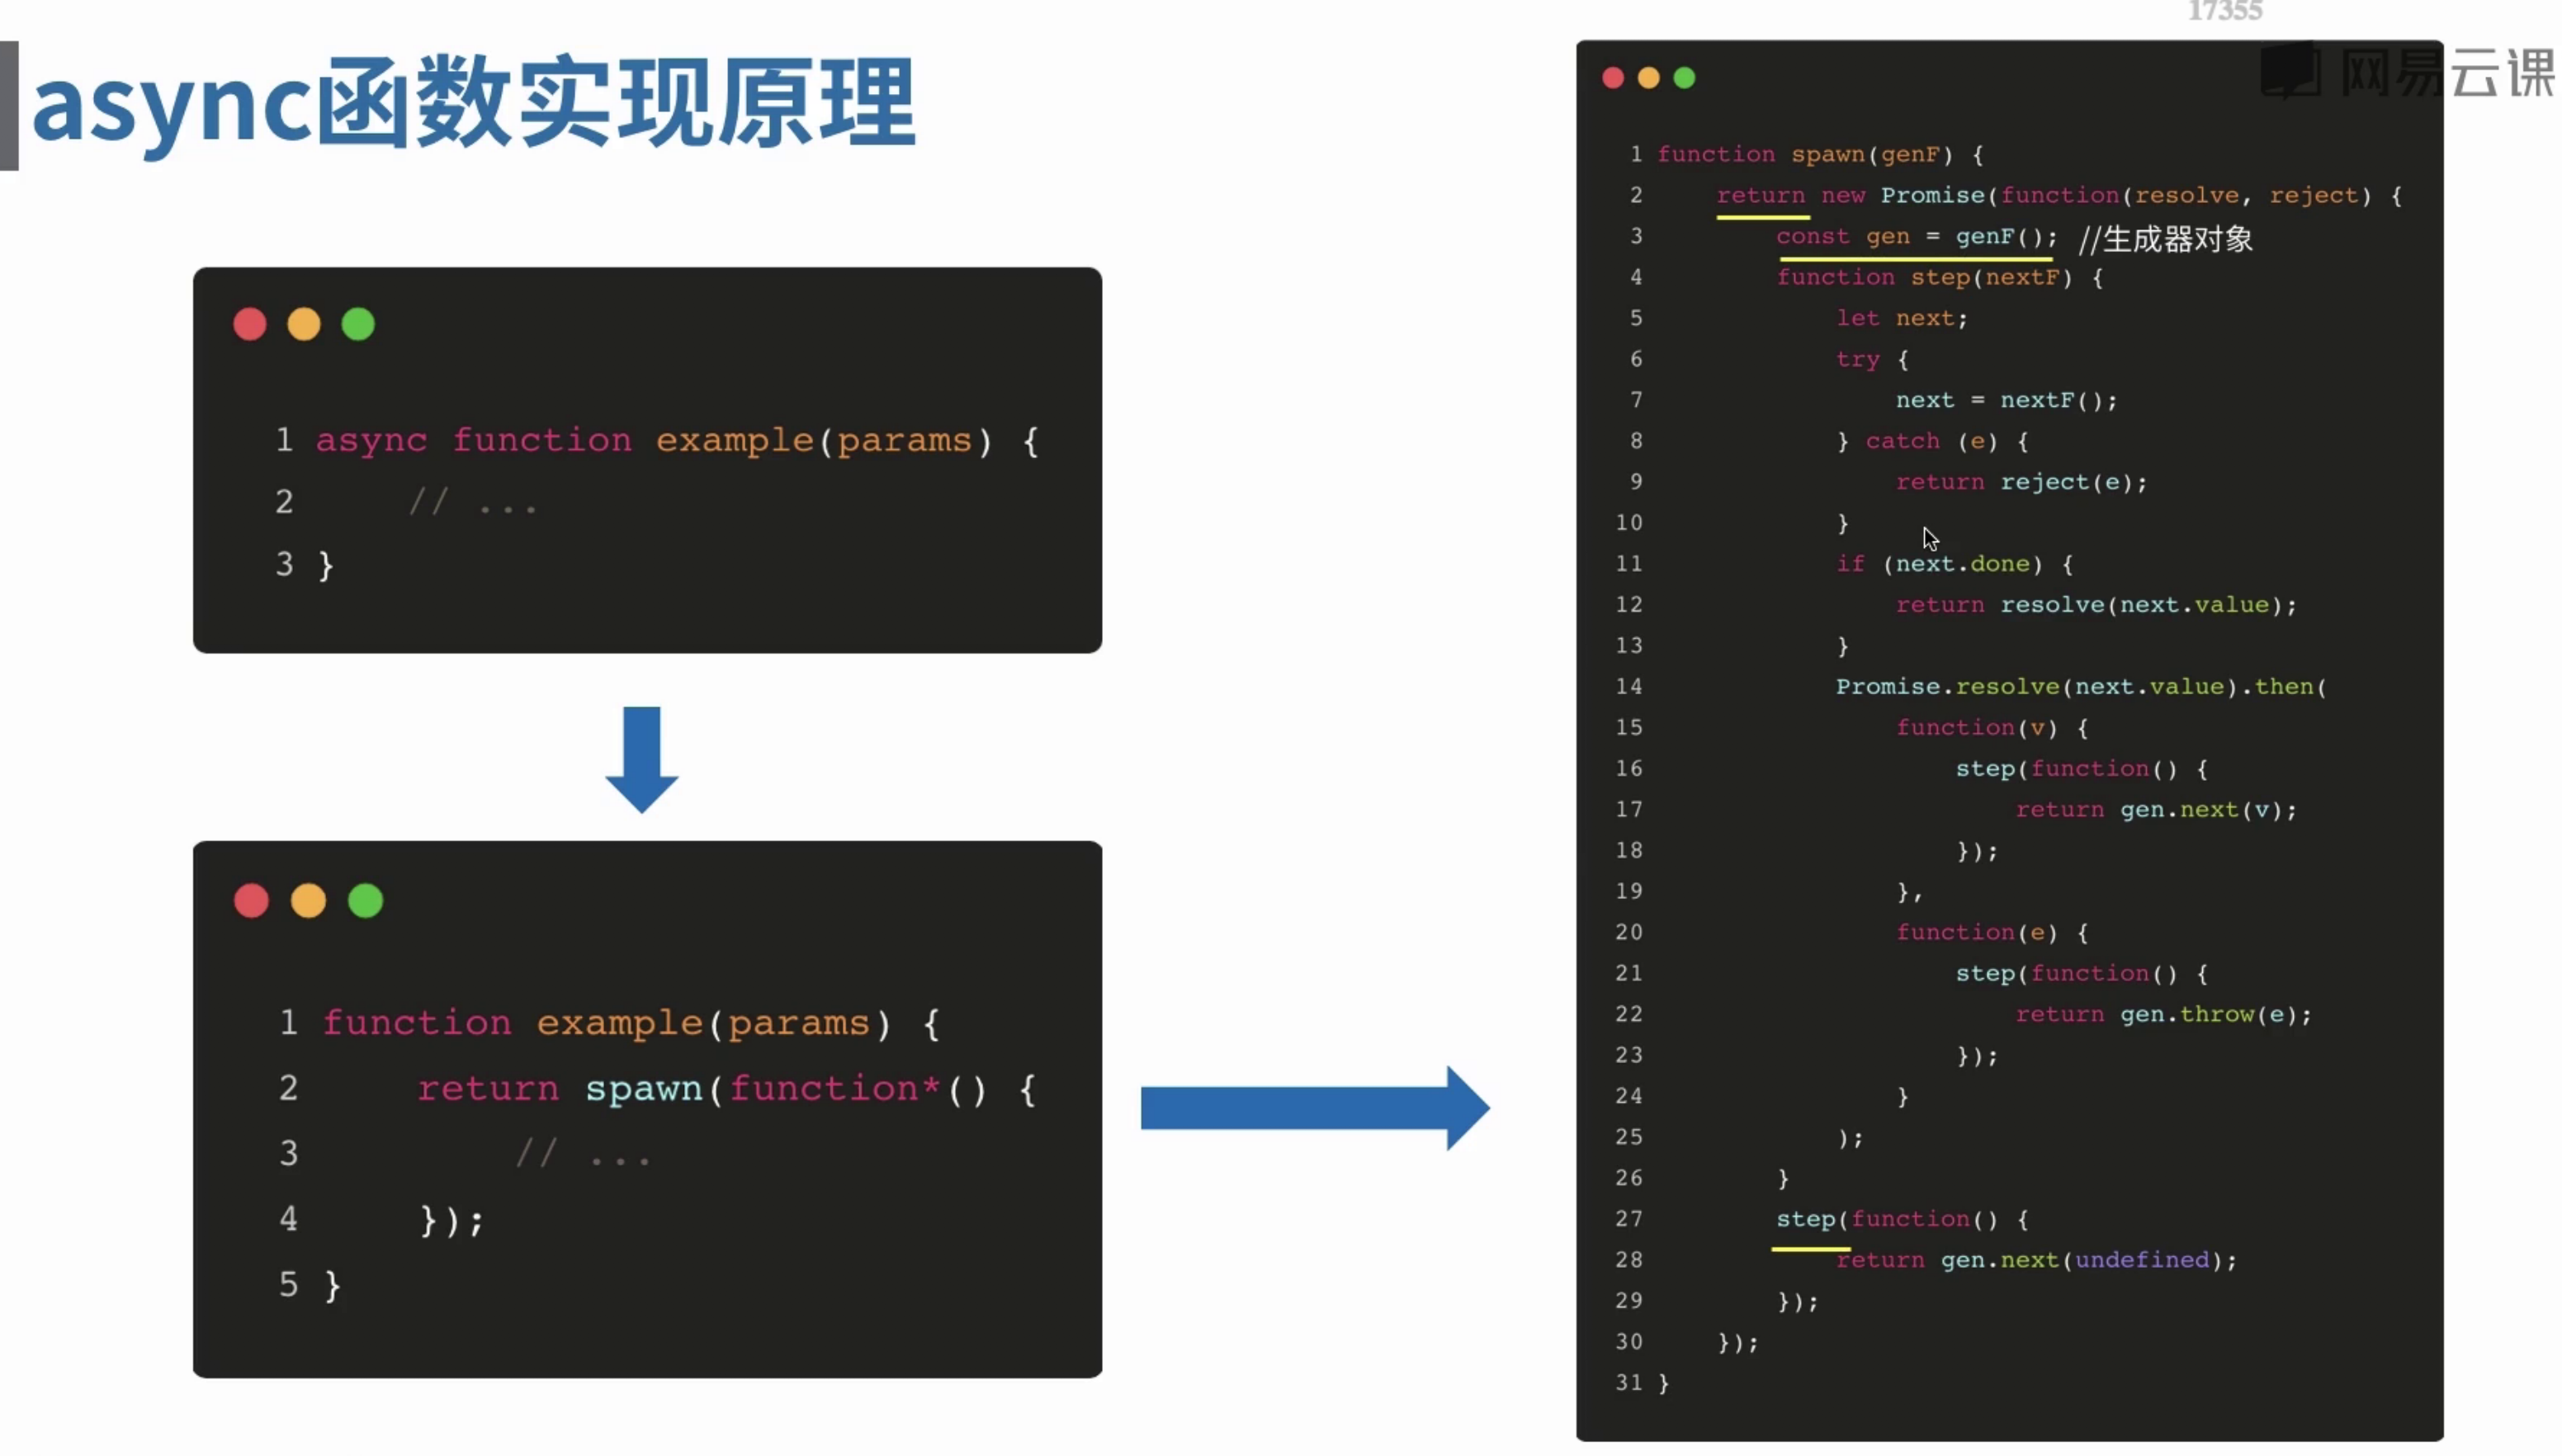 17355
网易云课
async函数实现原理
1 async function example(params) {
2     // ...
3 }
1 function example(params) {
2     return spawn(function*() {
3         // ...
4     });
5 }
1 function spawn(genF) {
2     return new Promise(function(resolve, reject) {
3         const gen = genF(); //生成器对象
4         function step(nextF) {
5             let next;
6             try {
7                 next = nextF();
8             } catch (e) {
9                 return reject(e);
10             }
11             if (next.done) {
12                 return resolve(next.value);
13             }
14             Promise.resolve(next.value).then(
15                 function(v) {
16                     step(function() {
17                         return gen.next(v);
18                     });
19                 },
20                 function(e) {
21                     step(function() {
22                         return gen.throw(e);
23                     });
24                 }
25             );
26         }
27         step(function() {
28             return gen.next(undefined);
29         });
30     });
31 }